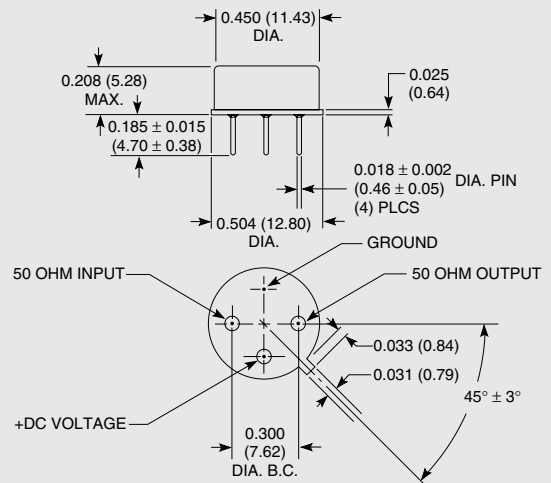 0.450 (11.43)
DIA.
0.208 (5.28)
MAX.
0.025
(0.64)
0.185 ± 0.015
(4.70 ± 0.38)
0.018 ± 0.002
(0.46 ± 0.05)
(4) PLCS
DIA. PIN
0.504 (12.80)
DIA.
GROUND
50 OHM INPUT
50 OHM OUTPUT
0.033 (0.84)
0.031 (0.79)
45° ± 3°
+DC VOLTAGE
0.300
(7.62)
DIA. B.C.